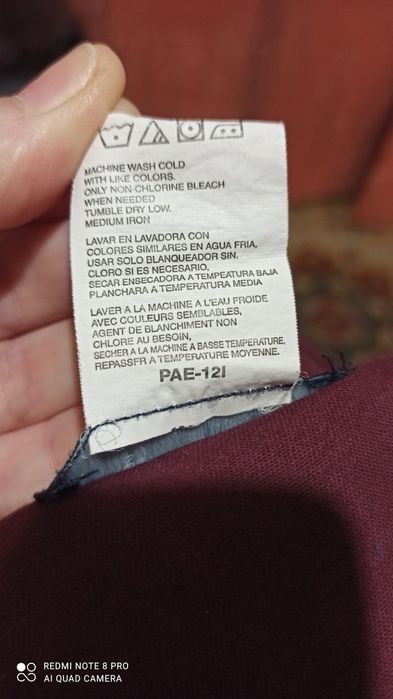 MACHINE WASH COLD
WITH LIKE COLORS.
ONLY NON-CHLORINE BLEACH
WHEN NEEDED
TUMBLE DRY LOW.
MEDIUM IRON
LAVAR EN LAVADORA CON
COLORES SIMILARES EN AGUA FRIA,
USAR SOLO BLANQUEADOR SIN.
CLORO SI ES NECESARIO,
SECAR ENSECADORA A TEMPEATURA BAJA
PLANCHARA A TEMPERATURA MEDIA
LAVER A LA MACHINE A L'EAU FROIDE
AVEC COULEURS SEMBLABLES,
AGENT DE BLANCHIMENT NON
CHLORE AU BESOIN,
SECHER A LA MACHINE A BASSE TEMPERATURE,
REPASSFR A TEMPERATURE MOYENNE.
PAE-12I
REDMI NOTE 8 PRO
AI QUAD CAMERA